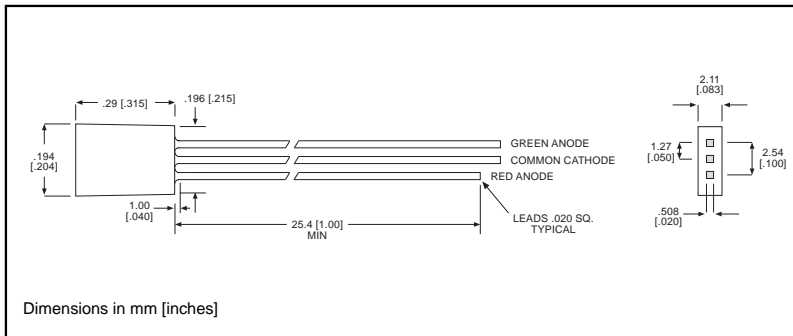 .29 [.315]
.196 [.215]
.194
[.204]
GREEN ANODE
COMMON CATHODE
RED ANODE
1.00
[.040]
25.4 [1.00]
MIN
LEADS .020 SQ.
TYPICAL
2.11
[.083]
1.27
[.050]
2.54
[.100]
.508
[.020]
Dimensions in mm [inches]